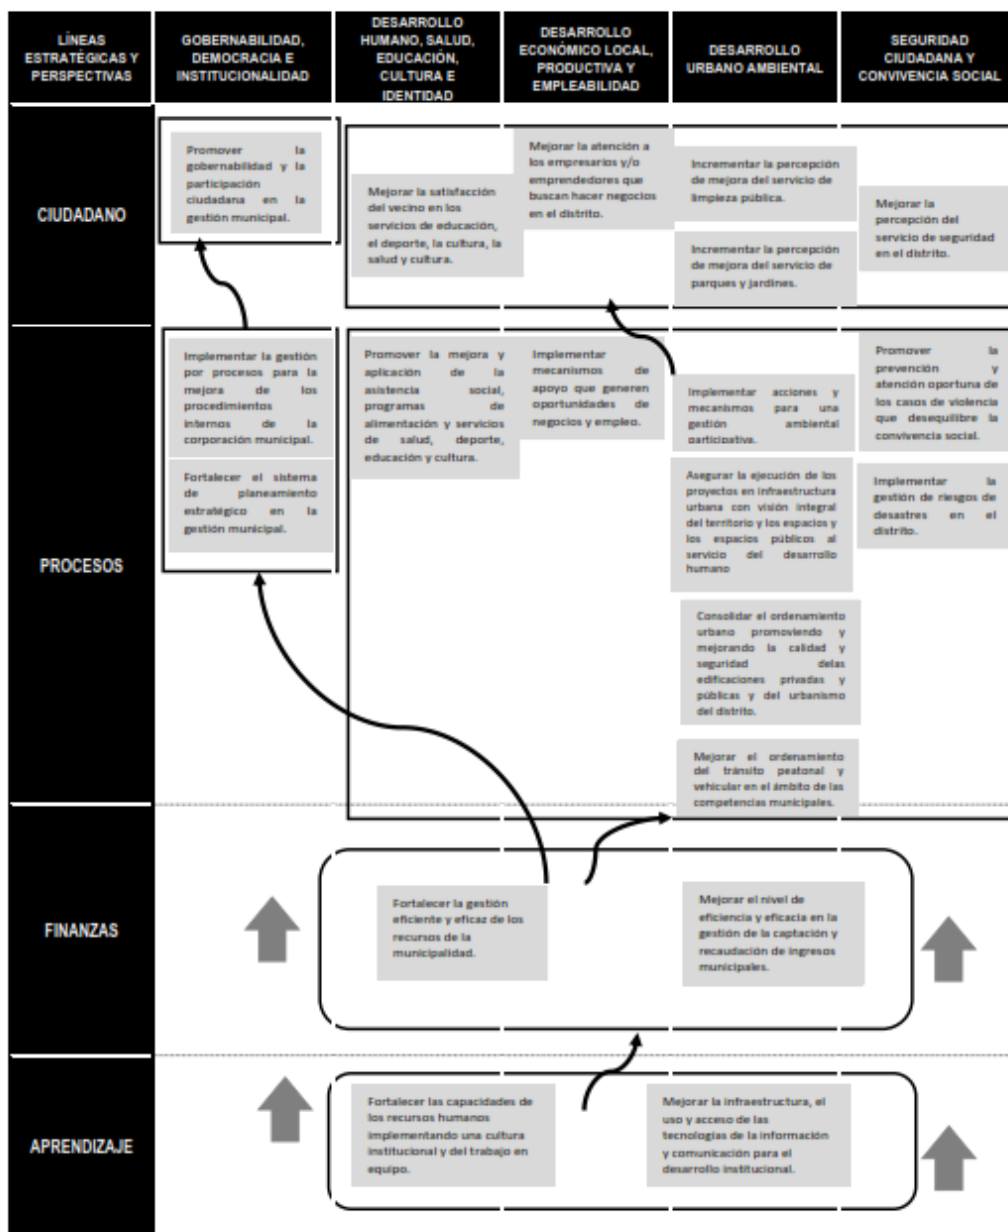 LÍNEAS
ESTRATÉGICAS Y
PERSPECTIVAS
GOBERNABILIDAD,
DEMOCRACIA E
INSTITUCIONALIDAD
DESARROLLO
HUMANO, SALUD,
EDUCACIÓN,
CULTURA E
IDENTIDAD
DESARROLLO
ECONÓMICO LOCAL,
PRODUCTIVA Y
EMPLEABILIDAD
DESARROLLO
URBANO AMBIENTAL
SEGURIDAD
CIUDADANA Y
CONVIVENCIA SOCIAL
CIUDADANO
Promover la
gobernabilidad y la
participación
ciudadana en la
gestión municipal.
Mejorar la satisfacción
del vecino en los
servicios de educación,
el deporte, la cultura, la
salud y cultura.
Mejorar la atención a
los empresarios y/o
emprendedores que
buscan hacer negocios
en el distrito.
Incrementar la percepción
de mejora del servicio de
limpieza pública.
Incrementar la percepción
de mejora del servicio de
parques y jardines.
Mejorar la
percepción del
servicio de seguridad
en el distrito.
PROCESOS
Implementar la gestión
por procesos para la
mejora de los
procedimientos
internos de la
corporación municipal.
Fortalecer el sistema
de planeamiento
estratégico en la
gestión municipal.
Promover la mejora y
aplicación de la
asistencia social,
programas de
alimentación y servicios
de salud, deporte,
educación y cultura.
Implementar
mecanismos de
apoyo que generen
oportunidades de
negocios y empleo.
Implementar acciones y
mecanismos para una
gestión ambiental
participativa.
Asegurar la ejecución de los
proyectos en infraestructura
urbana con visión integral
del territorio y los espacios y
los espacios públicos al
servicio del desarrollo
humano
Consolidar el ordenamiento
urbano promoviendo y
mejorando la calidad y
seguridad delas
edificaciones privadas y
públicas y del urbanismo
del distrito.
Mejorar el ordenamiento
del tránsito peatonal y
vehicular en el ámbito de las
competencias municipales.
Promover la
prevención y
atención oportuna de
los casos de violencia
que desequilibre la
convivencia social.
Implementar la
gestión de riesgos de
desastres en el
distrito.
FINANZAS
Fortalecer la gestión
eficiente y eficaz de los
recursos de la
municipalidad.
Mejorar el nivel de
eficiencia y eficacia en la
gestión de la captación y
recaudación de ingresos
municipales.
APRENDIZAJE
Fortalecer las capacidades de
los recursos humanos
implementando una cultura
institucional y del trabajo en
equipo.
Mejorar la infraestructura, el
uso y acceso de las
tecnologías de la información
y comunicación para el
desarrollo institucional.